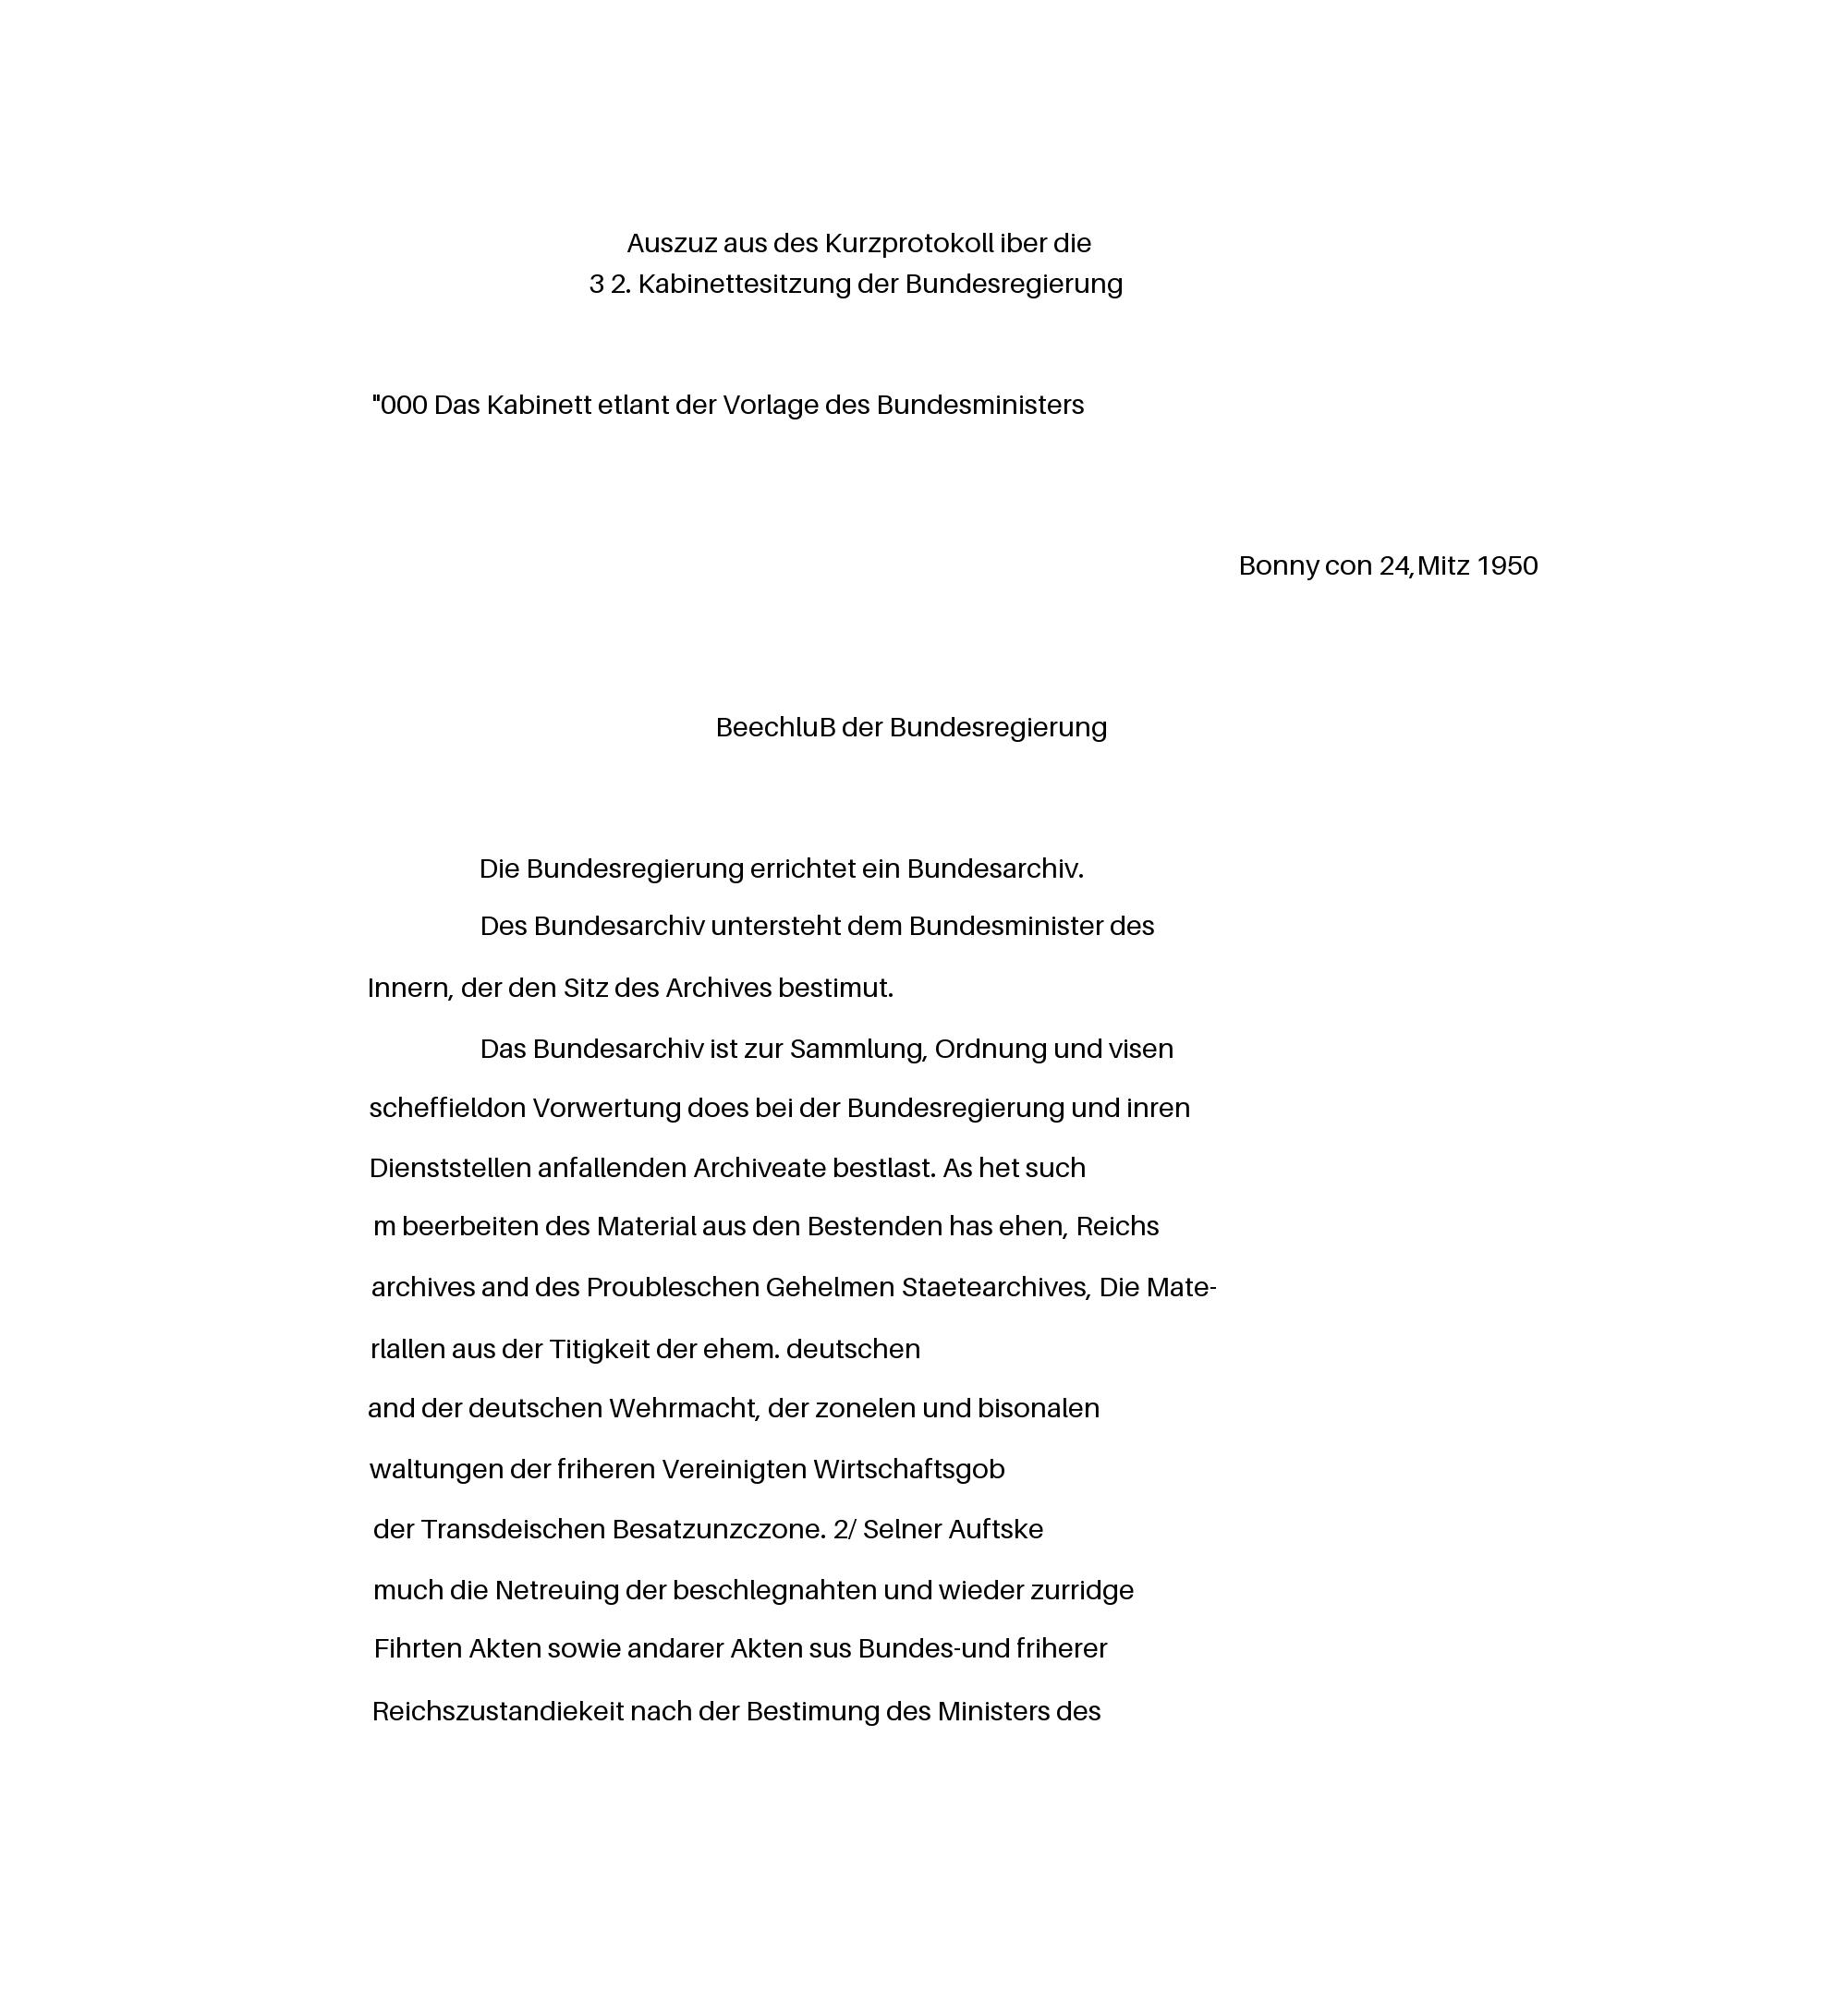 Auszuz aus des Kurzprotokoll iber die
3 2. Kabinettesitzung der Bundesregierung
"000 Das Kabinett etlant der Vorlage des Bundesministers
Bonny con 24,Mitz 1950
BeechluB der Bundesregierung
Die Bundesregierung errichtet ein Bundesarchiv.
Des Bundesarchiv untersteht dem Bundesminister des
Innern, der den Sitz des Archives bestimut.
Das Bundesarchiv ist zur Sammlung, Ordnung und visen
scheffieldon Vorwertung does bei der Bundesregierung und inren
Dienststellen anfallenden Archiveate bestlast. As het such
m beerbeiten des Material aus den Bestenden has ehen, Reichs
archives and des Proubleschen Gehelmen Staetearchives, Die Mate-
rlallen aus der Titigkeit der ehem. deutschen
and der deutschen Wehrmacht, der zonelen und bisonalen
waltungen der friheren Vereinigten Wirtschaftsgob
der Transdeischen Besatzunzczone. 2/ Selner Auftske
much die Netreuing der beschlegnahten und wieder zurridge
Fihrten Akten sowie andarer Akten sus Bundes-und friherer
Reichszustandiekeit nach der Bestimung des Ministers des